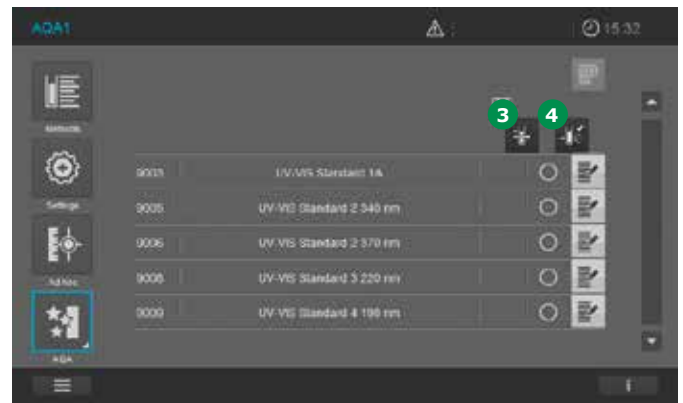 AQA1
15:32
3 4
Methods
9003 UV-VIS Standard 1A
Settings
9005 UV-VIS Standard 2 340 nm
9006 UV-VIS Standard 2 370 nm
Ad hoc
9008 UV-VIS Standard 3 220 nm
9009 UV-VIS Standard 4 198 nm
AQA
i